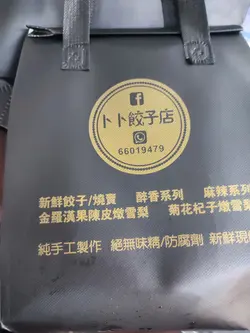 卜卜餃子店
66019479
新鮮餃子/燒賣 醉香系列 麻辣系列
金羅漢果陳皮燉雪梨 菊花杞子燉雪梨
純手工製作 絕無味精/防腐劑 新鮮現